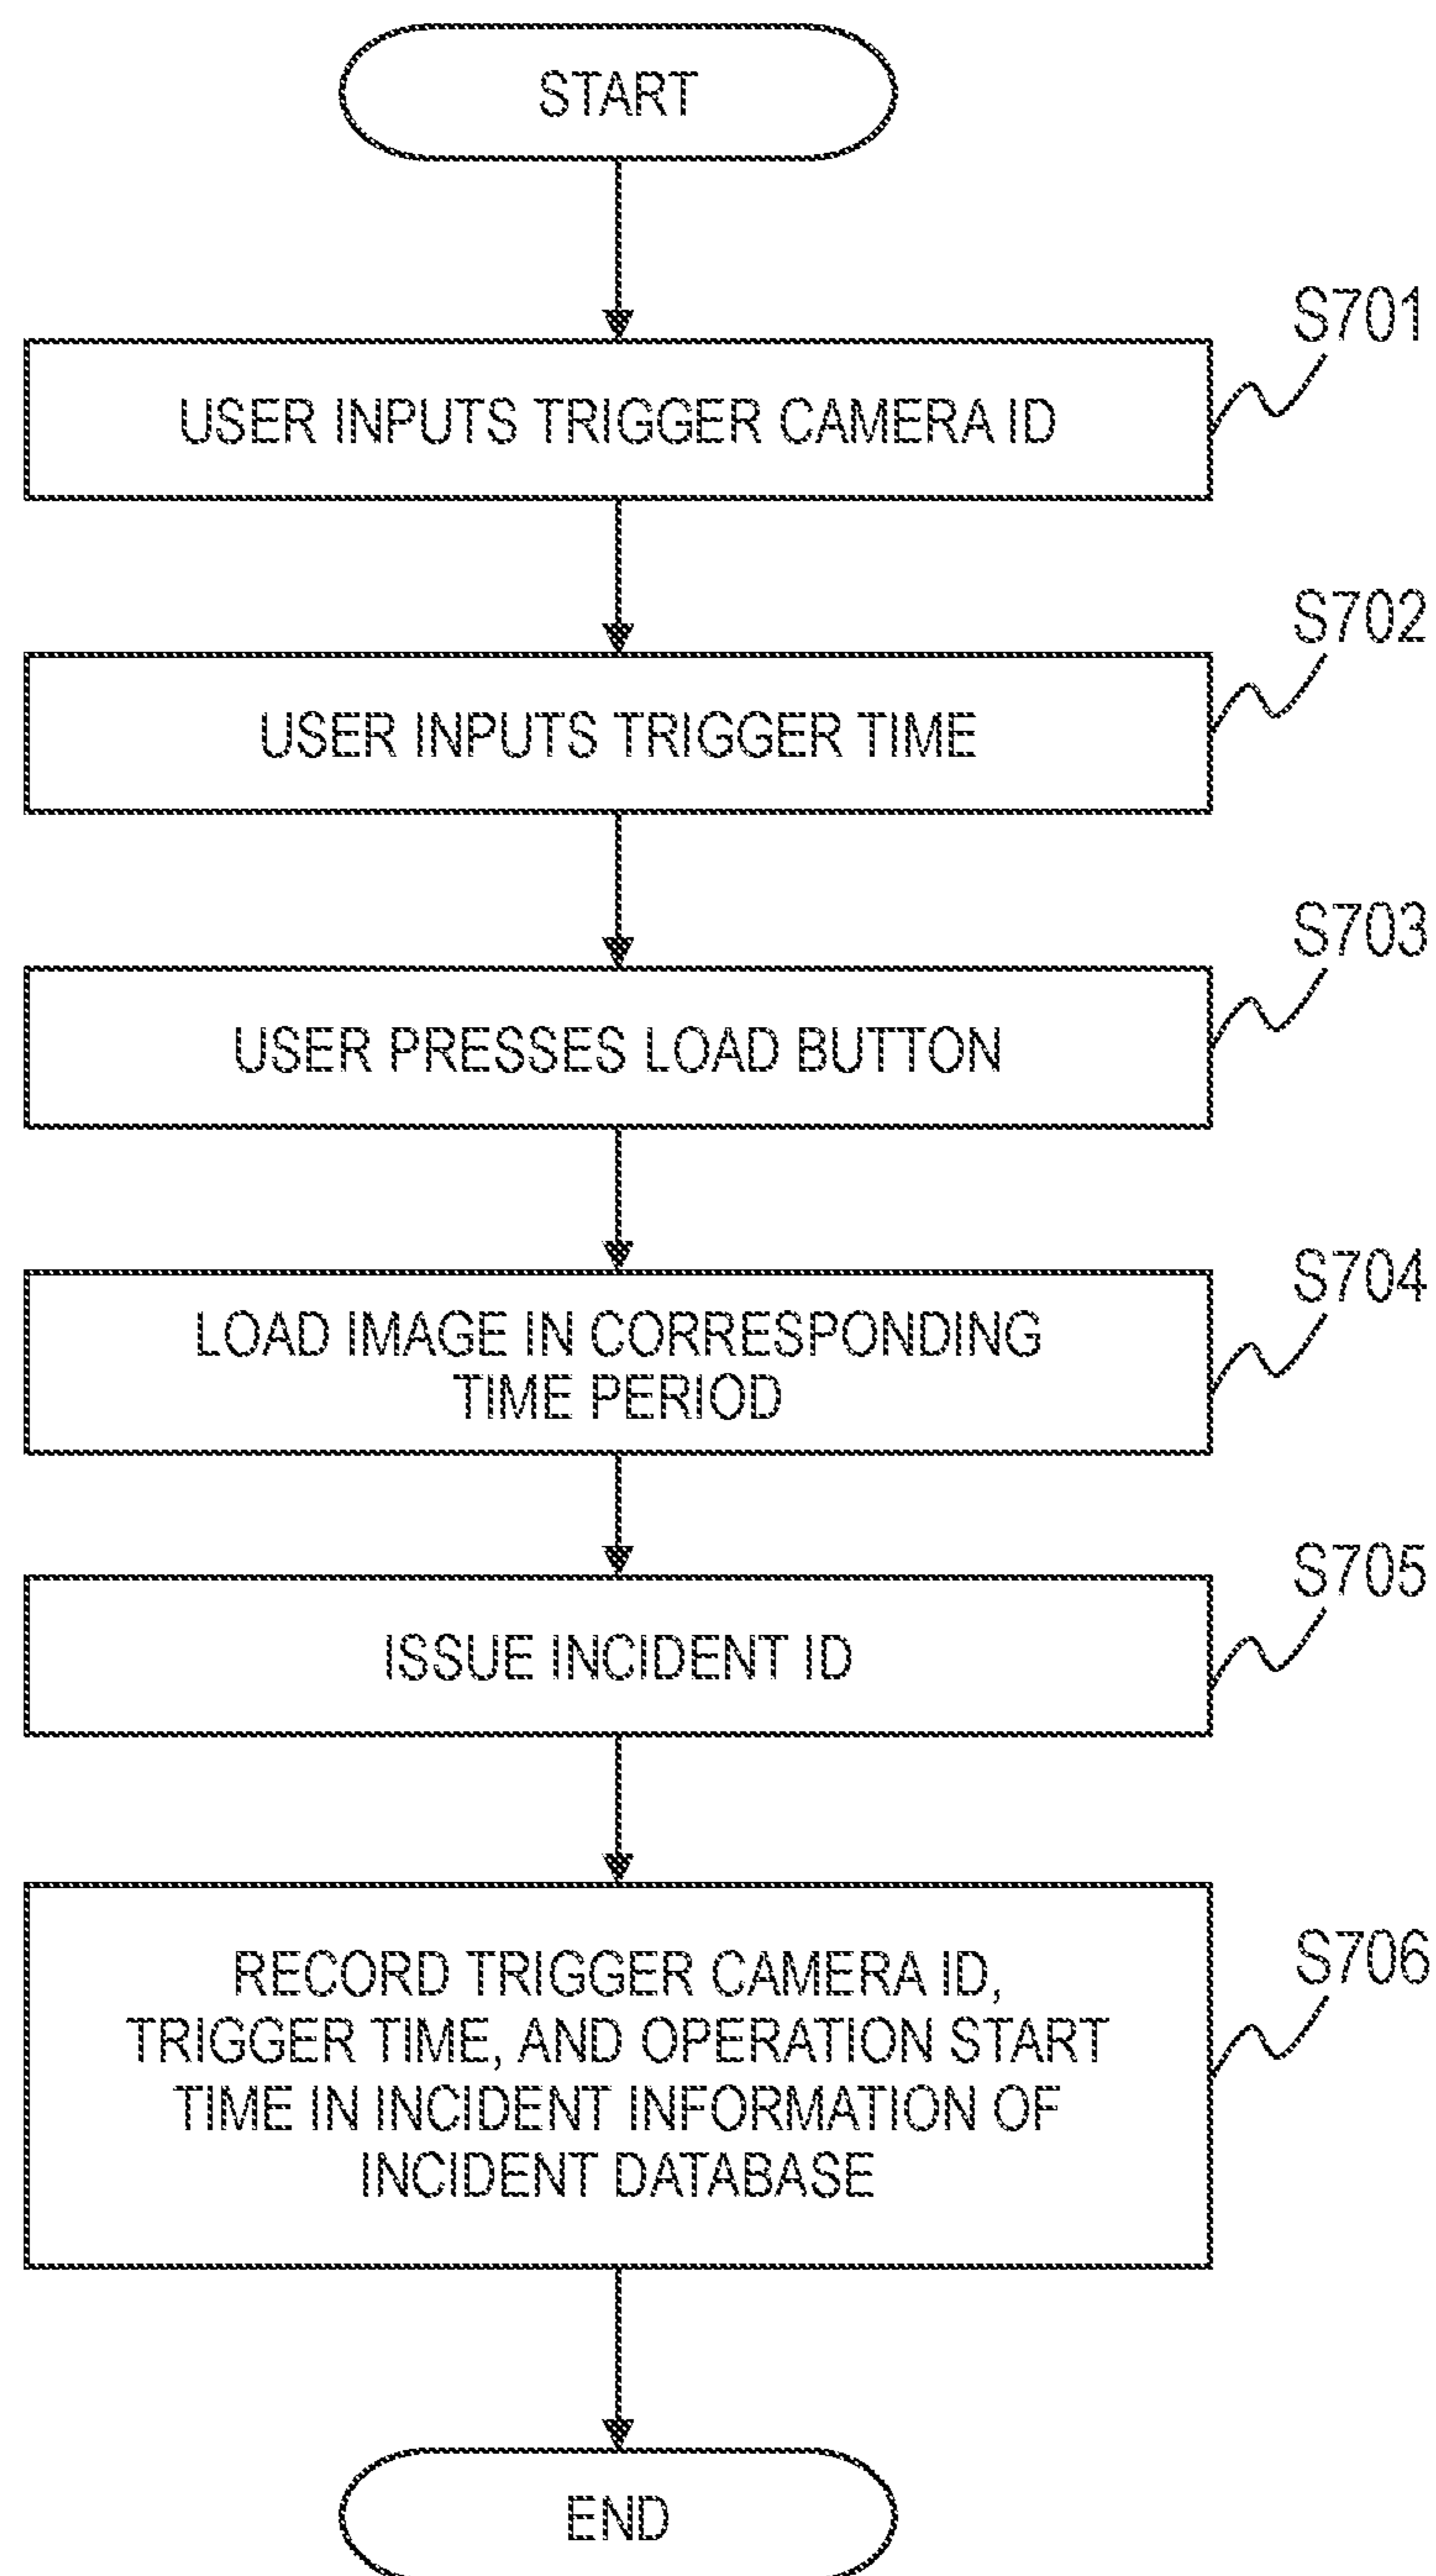 START
S701
USER INPUTS TRIGGER CAMERA ID
S702
USER INPUTS TRIGGER TIME
S703
USER PRESSES LOAD BUTTON
S704
LOAD IMAGE IN CORRESPONDING
TIME PERIOD
S705
ISSUE INCIDENT ID
S706
RECORD TRIGGER CAMERA ID,
TRIGGER TIME, AND OPERATION START
TIME IN INCIDENT INFORMATION OF
INCIDENT DATABASE
END